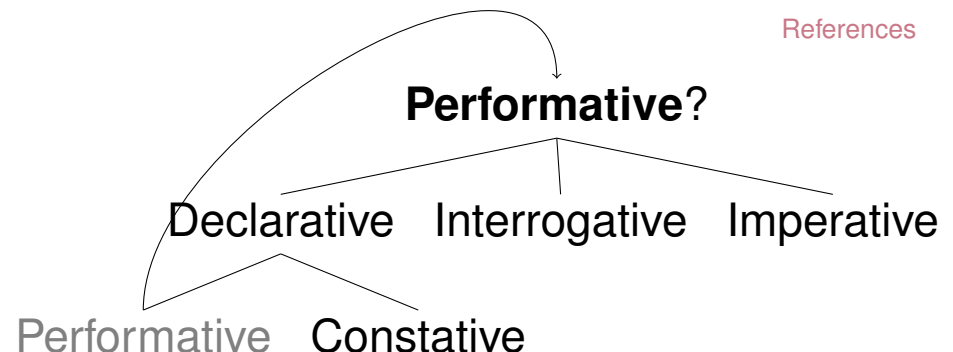 References
Performative?
Declarative Interrogative Imperative
Performative Constative